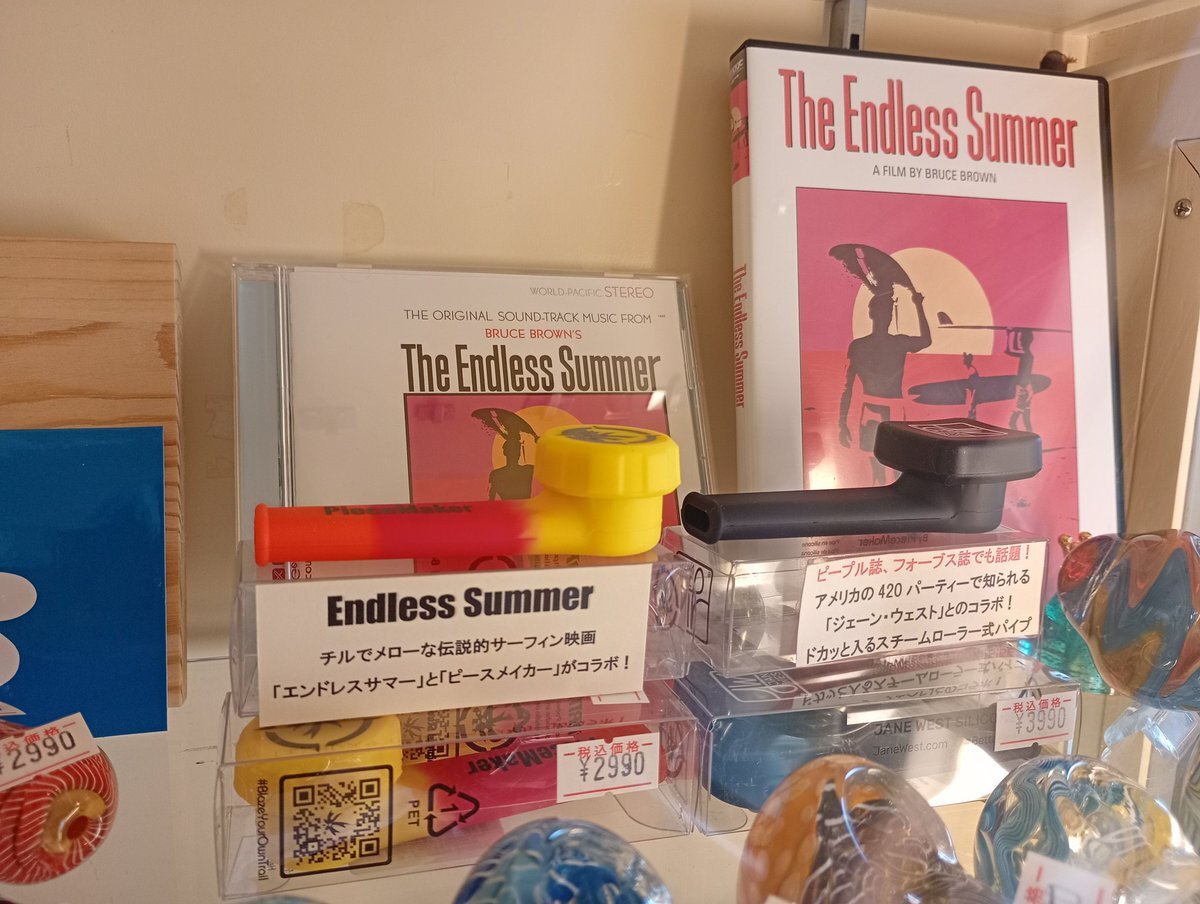 The Endless Summer
A FILM BY BRUCE BROWN
The Endless Summer
WORLD-PACIFIC STEREO
THE ORIGINAL SOUND-TRACK MUSIC FROM
BRUCE BROWN'S
The Endless Summer
PieceMaker
Endless Summer
チルでメローな伝説的サーフィン映画
「エンドレスサマー」と「ピースメイカー」がコラボ！
By PieceMaker
ピープル誌、フォーブス誌でも話題！
アメリカの 420 パーティーで知られる
「ジェーン・ウェスト」とのコラボ！
ドカッと入るスチームローラー式パイプ
税込価格
¥2990
#BlazeYourOwnTrail
PET
PieceMaker
税込価格
¥2990
JANE WEST SILICO
JaneWest.com
税込価格
¥3990